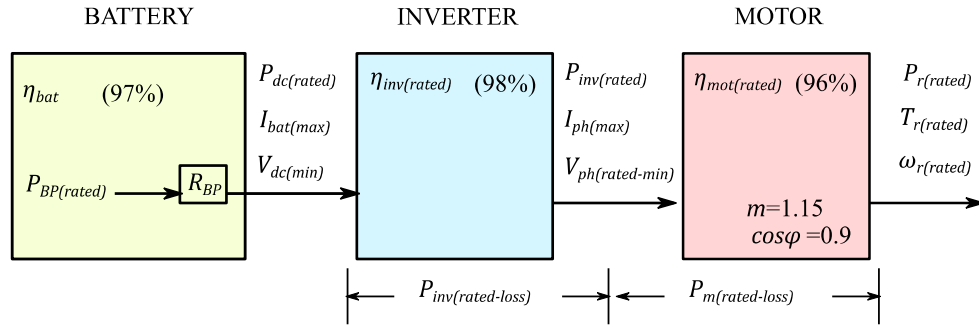 BATTERY
INVERTER
MOTOR
η_bat (97%)
P_BP(rated)
R_BP
P_dc(rated)
I_bat(max)
V_dc(min)
η_inv(rated) (98%)
P_inv(rated)
I_ph(max)
V_ph(rated-min)
η_mot(rated) (96%)
m=1.15
cosφ =0.9
P_r(rated)
T_r(rated)
ω_r(rated)
P_inv(rated-loss)
P_m(rated-loss)